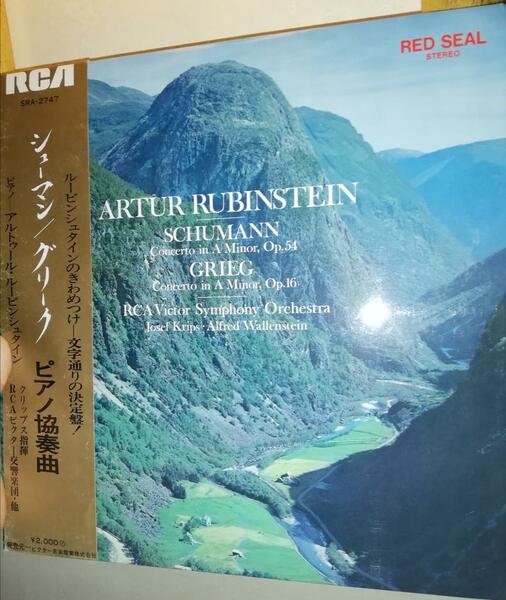 RCA
SRA-2747
シューマン/グリーク
ピアノ協奏曲
ルービンシュタインのきわめつけ―文字通りの決定盤!
ピアノ―アルトゥール・ルービンシュタイン
クリップス指揮
RCAビクター交響楽団・他
¥2,000
RED SEAL
STEREO
ARTUR RUBINSTEIN
SCHUMANN
Concerto in A Minor, Op.54
GRIEG
Concerto in A Minor, Op.16
RCA Victor Symphony Orchestra
Josef Krips・Alfred Wallenstein